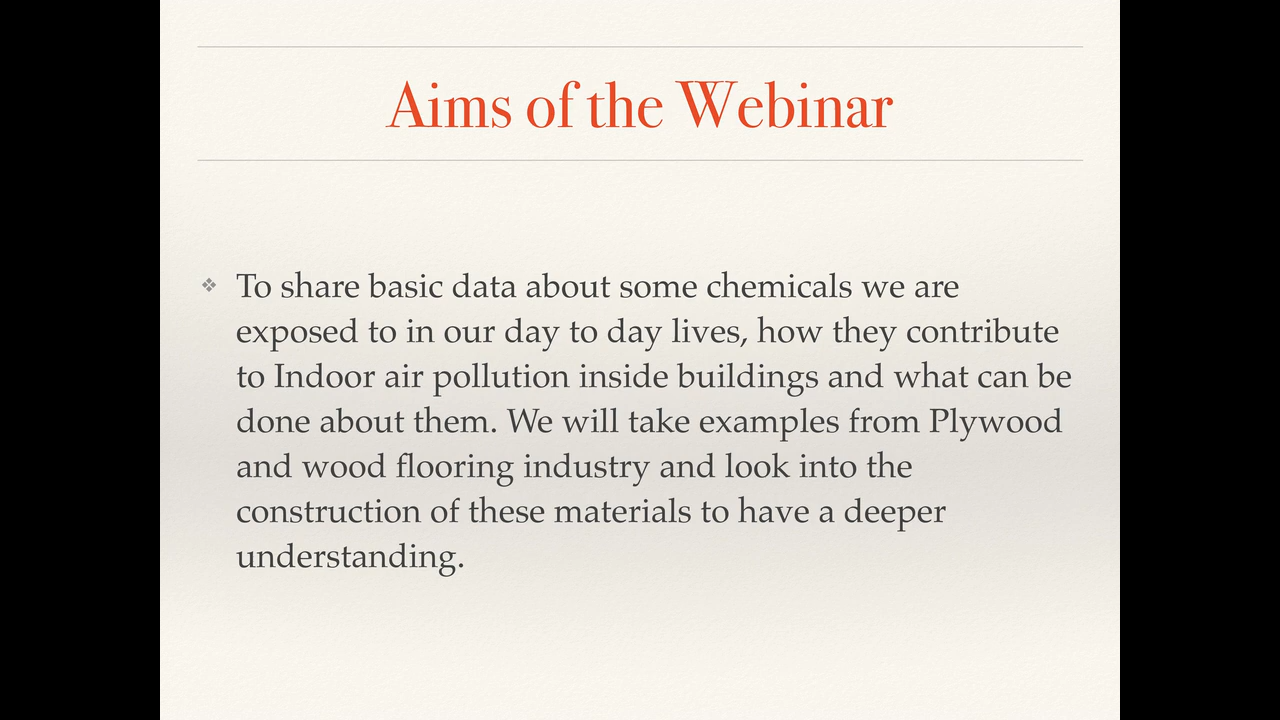 Aims of the Webinar
❖ To share basic data about some chemicals we are
exposed to in our day to day lives, how they contribute
to Indoor air pollution inside buildings and what can be
done about them. We will take examples from Plywood
and wood flooring industry and look into the
construction of these materials to have a deeper
understanding.